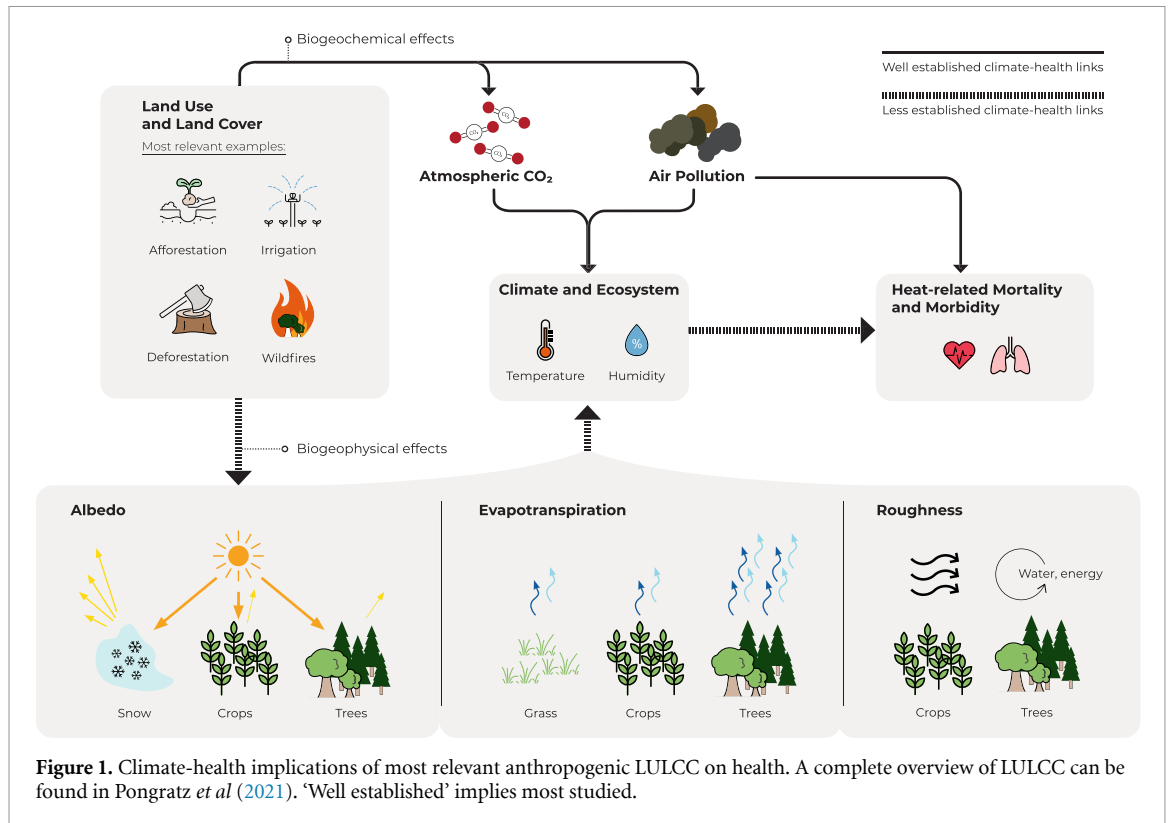 Biogeochemical effects
Well established climate-health links
Less established climate-health links
Land Use
and Land Cover
Most relevant examples:
Afforestation
Irrigation
Deforestation
Wildfires
CO₂
CO₂
CO₂
Atmospheric CO₂
Air Pollution
Climate and Ecosystem
%
Temperature
Humidity
Heat-related Mortality
and Morbidity
Biogeophysical effects
Albedo
Snow
Crops
Trees
Evapotranspiration
Grass
Crops
Trees
Roughness
Water, energy
Crops
Trees
Figure 1. Climate-health implications of most relevant anthropogenic LULCC on health. A complete overview of LULCC can be
found in Pongratz et al (2021). ‘Well established’ implies most studied.